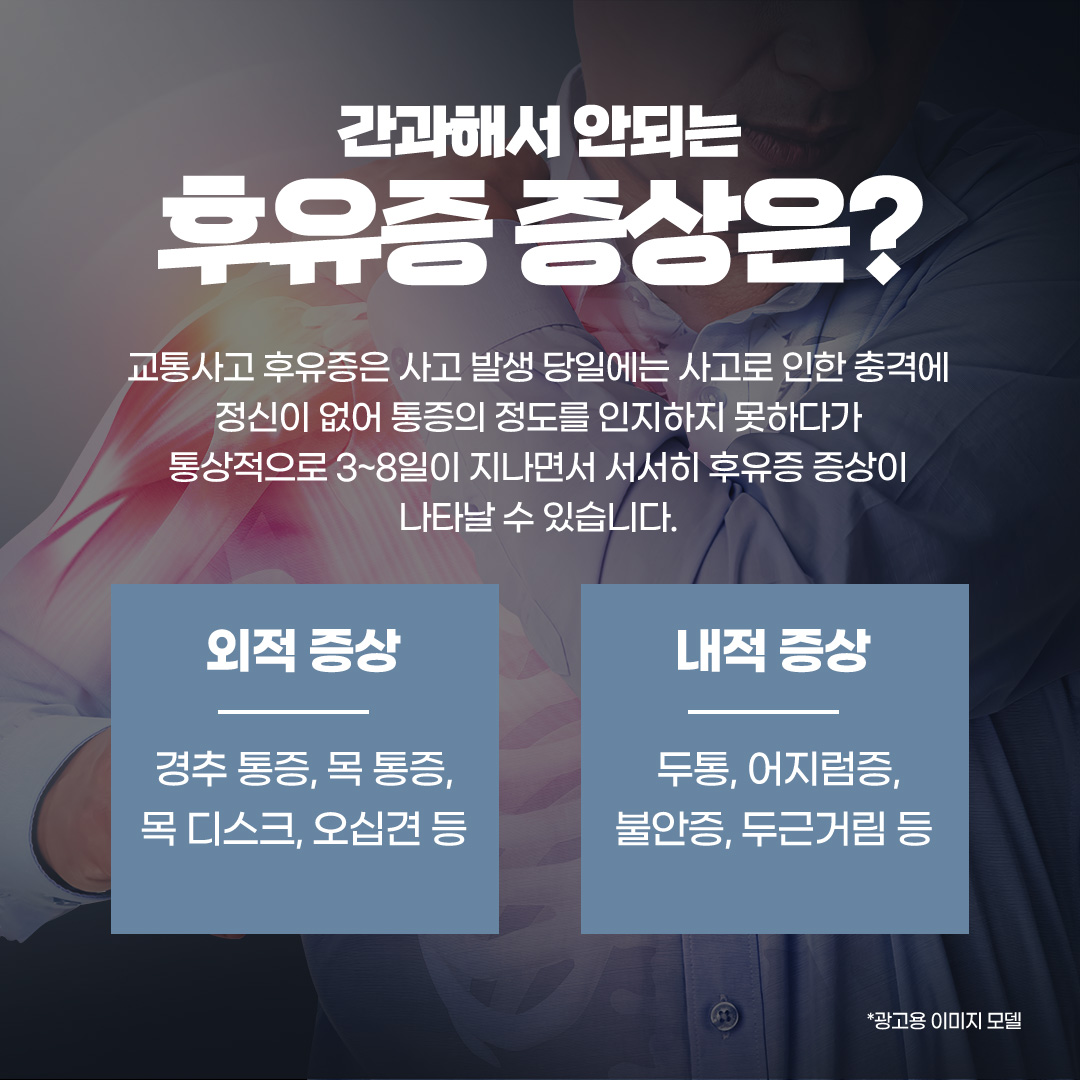 간과해서 안되는
후유증 증상은?
교통사고 후유증은 사고 발생 당일에는 사고로 인한 충격에
정신이 없어 통증의 정도를 인지하지 못하다가
통상적으로 3~8일이 지나면서 서서히 후유증 증상이
나타날 수 있습니다.
외적 증상
경추 통증, 목 통증,
목 디스크, 오십견 등
내적 증상
두통, 어지럼증,
불안증, 두근거림 등
*광고용 이미지 모델